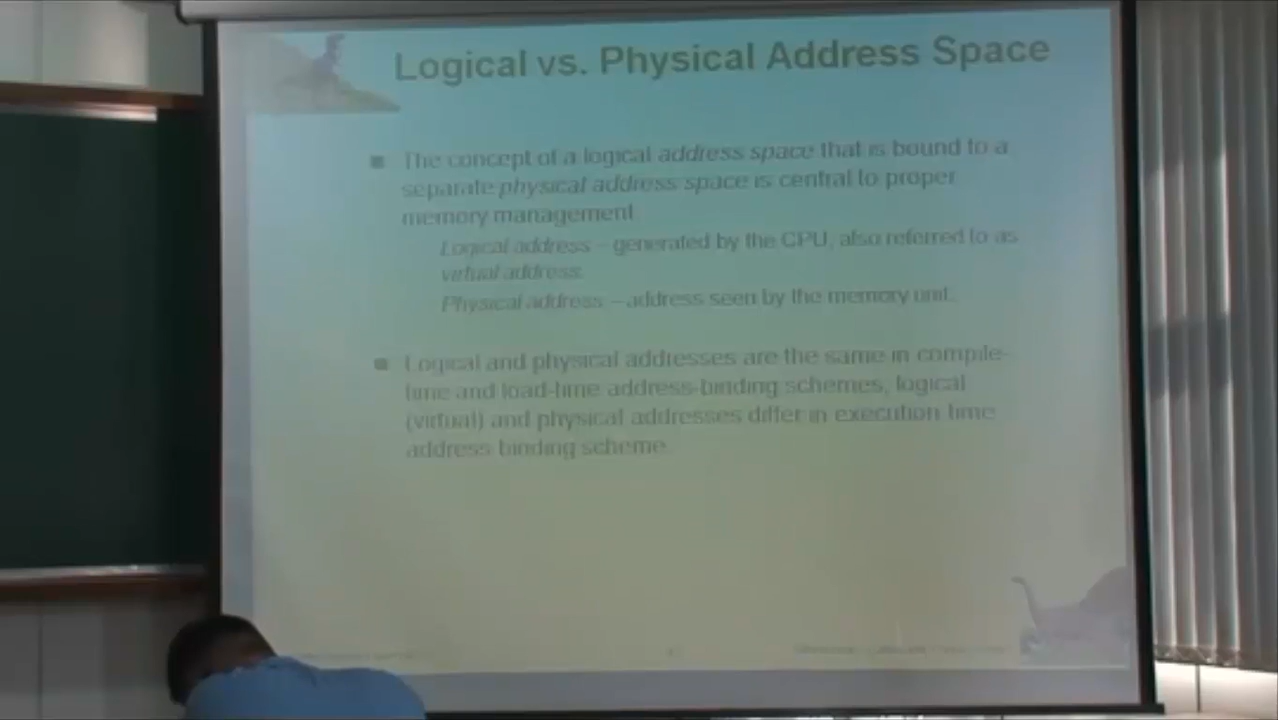 Logical vs. Physical Address Space
The concept of a logical address space that is bound to a
separate physical address space is central to proper
memory management
Logical address – generated by the CPU, also referred to as
virtual address.
Physical address – address seen by the memory unit.
Logical and physical addresses are the same in compile-
time and load-time address-binding schemes, logical
(virtual) and physical addresses differ in execution time
address binding scheme.